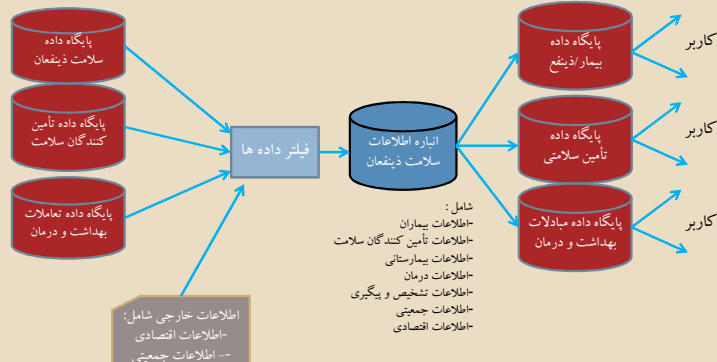 پایگاه داده
سلامت ذینفعان
پایگاه داده تأمین
کنندگان سلامت
پایگاه داده تعاملات
بهداشت و درمان
اطلاعات خارجی شامل:
-اطلاعات اقتصادی
-- اطلاعات جمعیتی
فیلتر داده ها
انباره اطلاعات
سلامت ذینفعان
شامل :
-اطلاعات بیماران
-اطلاعات تأمین کنندگان سلامت
-اطلاعات بیمارستانی
-اطلاعات درمان
-اطلاعات تشخیص و پیگیری
-اطلاعات جمعیتی
-اطلاعات اقتصادی
پایگاه داده
بیمار/ذینفع
کاربر
پایگاه داده
تأمین سلامتی
کاربر
پایگاه داده مبادلات
بهداشت و درمان
کاربر